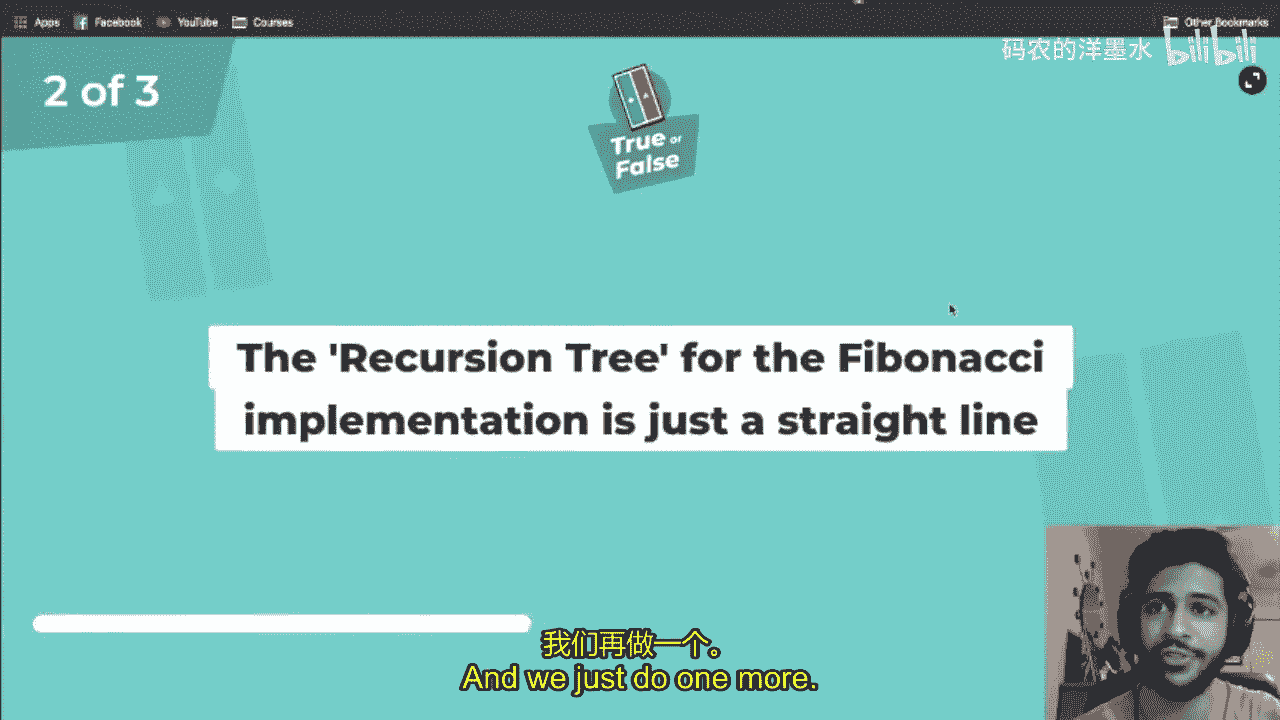 Apps Facebook YouTube Courses Other Bookmarks
码农的洋墨水 bilibili
2 of 3
True or
False
The 'Recursion Tree' for the Fibonacci
implementation is just a straight line
我们再做一个。
And we just do one more.